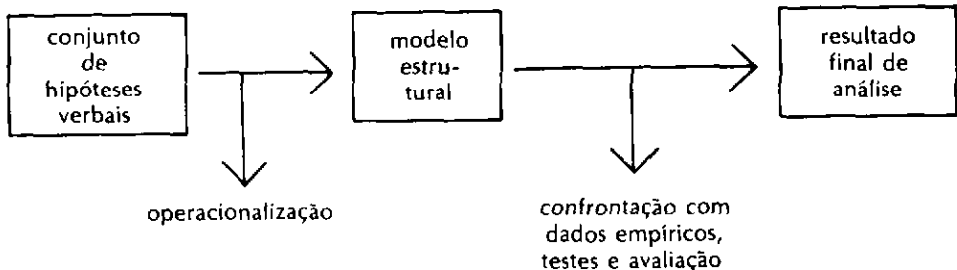 conjunto
de
hipóteses
verbais
modelo
estru-
tural
resultado
final de
análise
operacionalização
confrontação com
dados empíricos,
testes e avaliação